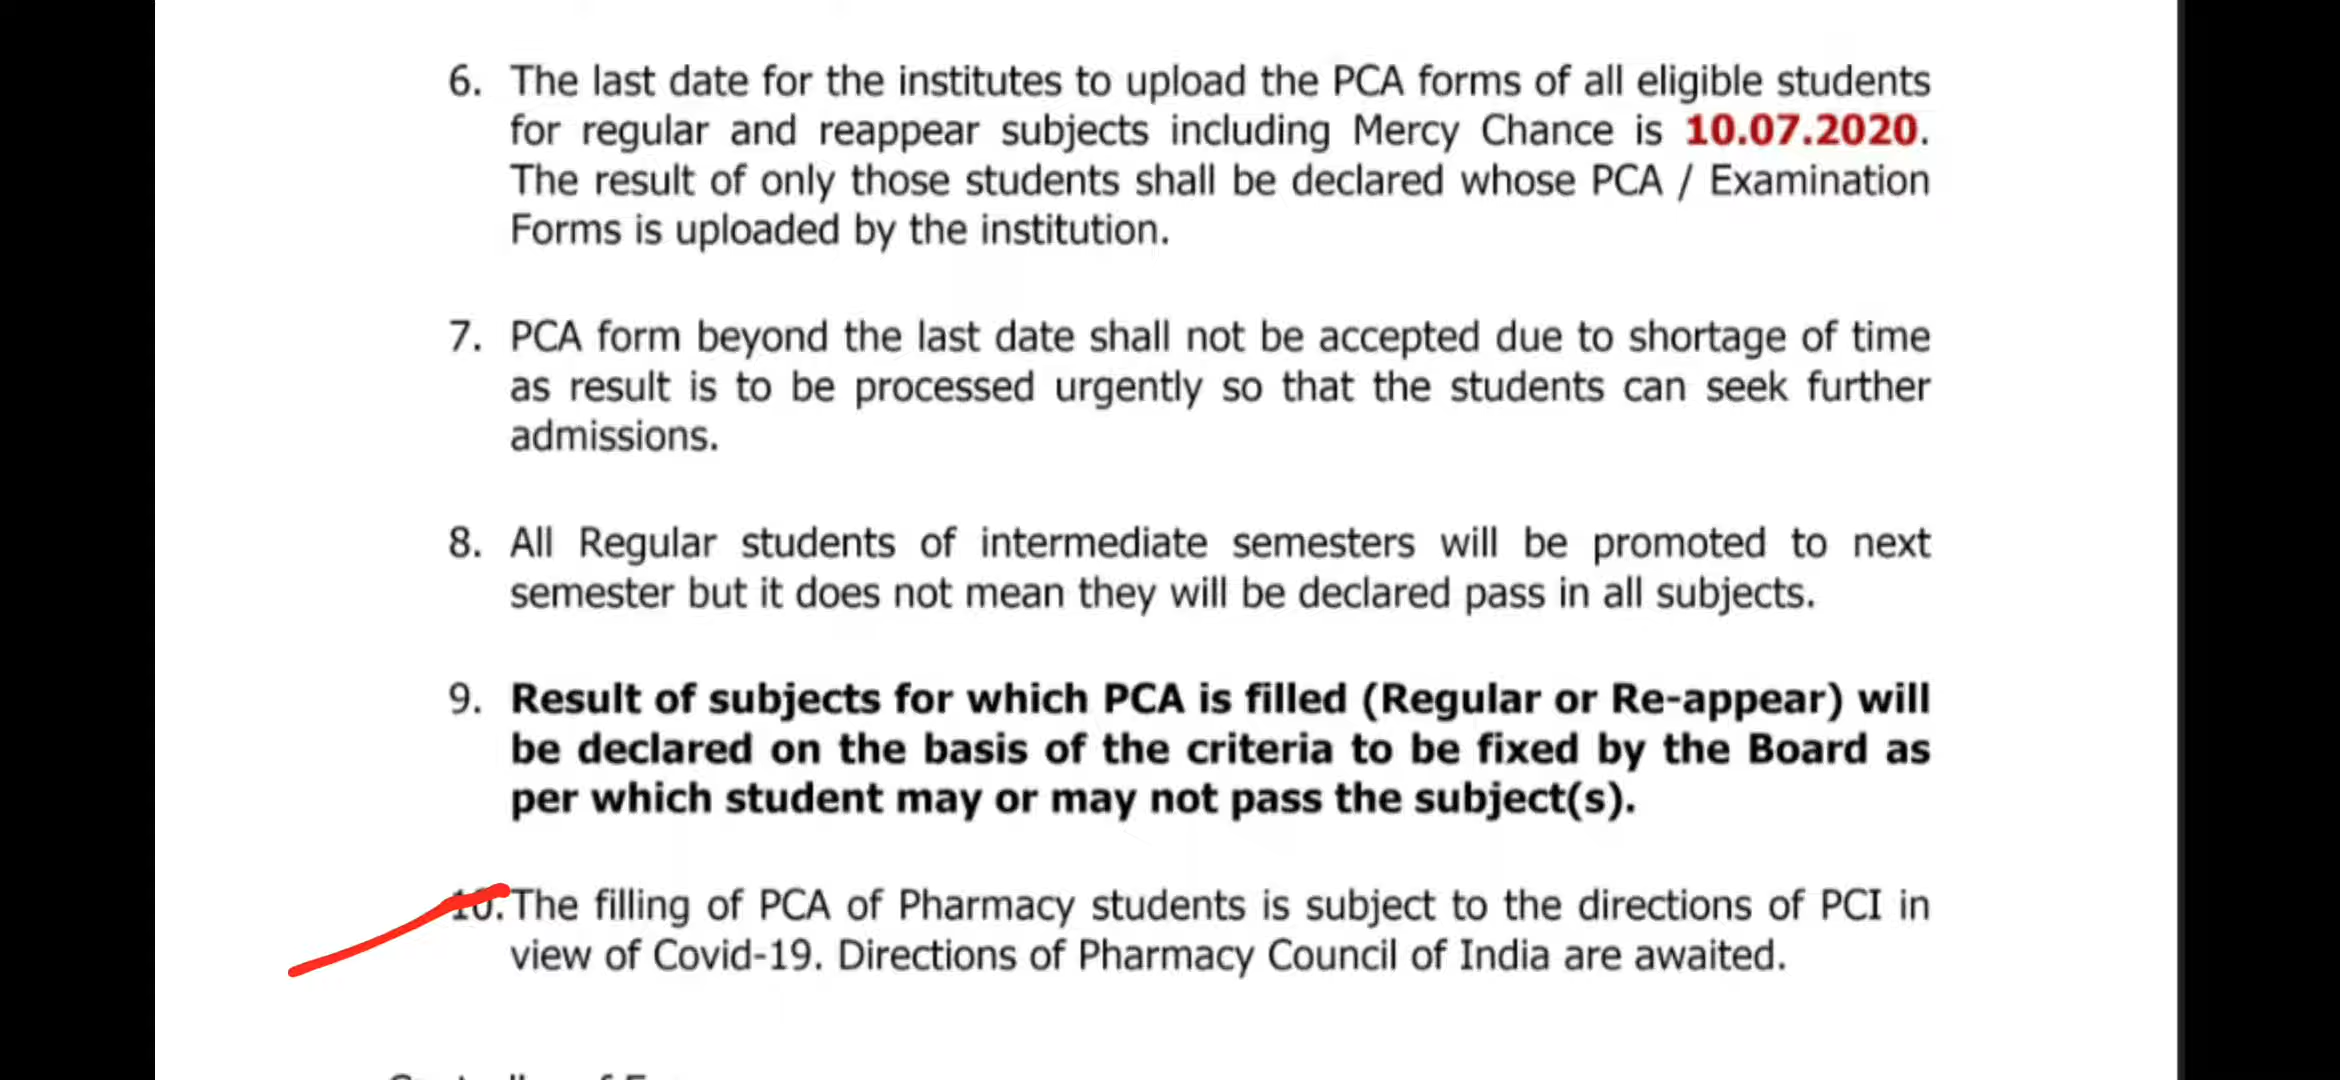 6. The last date for the institutes to upload the PCA forms of all eligible students
for regular and reappear subjects including Mercy Chance is 10.07.2020.
The result of only those students shall be declared whose PCA / Examination
Forms is uploaded by the institution.
7. PCA form beyond the last date shall not be accepted due to shortage of time
as result is to be processed urgently so that the students can seek further
admissions.
8. All Regular students of intermediate semesters will be promoted to next
semester but it does not mean they will be declared pass in all subjects.
9. Result of subjects for which PCA is filled (Regular or Re-appear) will
be declared on the basis of the criteria to be fixed by the Board as
per which student may or may not pass the subject(s).
10. The filling of PCA of Pharmacy students is subject to the directions of PCI in
view of Covid-19. Directions of Pharmacy Council of India are awaited.